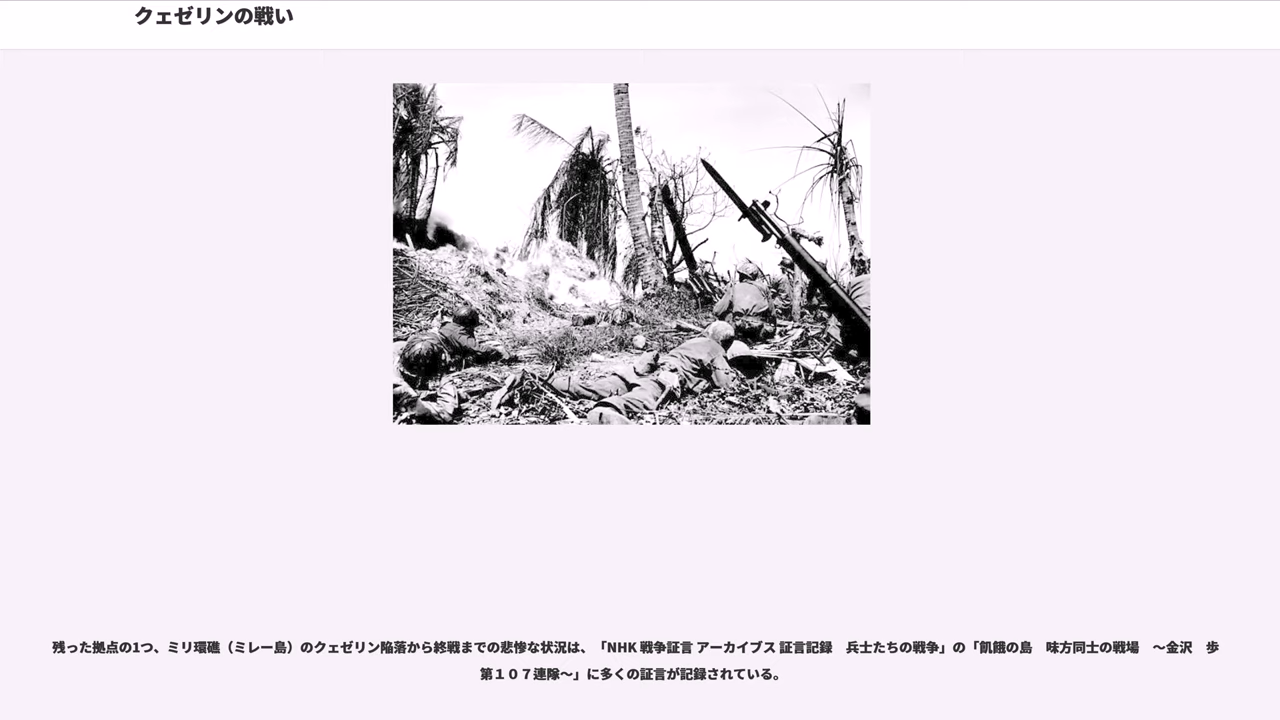 クェゼリンの戦い
残った拠点の1つ、ミリ環礁（ミレー島）のクェゼリン陥落から終戦までの悲惨な状況は、「NHK 戦争証言 アーカイブス 証言記録　兵士たちの戦争」の「飢餓の島　味方同士の戦場　〜金沢　歩
第１０７連隊〜」に多くの証言が記録されている。